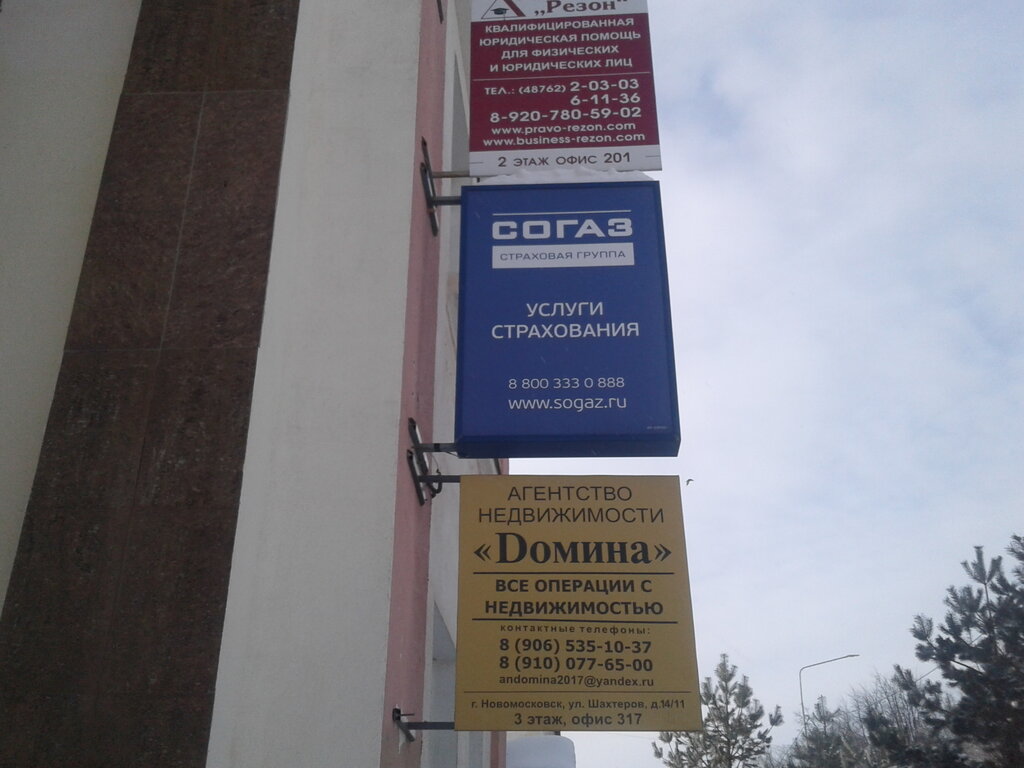 „Резон"
КВАЛИФИЦИРОВАННАЯ
ЮРИДИЧЕСКАЯ ПОМОЩЬ
ДЛЯ ФИЗИЧЕСКИХ
И ЮРИДИЧЕСКИХ ЛИЦ
ТЕЛ.: (48762) 2-03-03
6-11-36
8-920-780-59-02
www.pravo-rezon.com
www.business-rezon.com
2 ЭТАЖ ОФИС 201
СОГАЗ
СТРАХОВАЯ ГРУППА
УСЛУГИ
СТРАХОВАНИЯ
8 800 333 0 888
www.sogaz.ru
АГЕНТСТВО
НЕДВИЖИМОСТИ
«Домина»
ВСЕ ОПЕРАЦИИ С
НЕДВИЖИМОСТЬЮ
контактные телефоны:
8 (906) 535-10-37
8 (910) 077-65-00
andomina2017@yandex.ru
г. Новомосковск, ул. Шахтеров, д.14/11
3 этаж, офис 317